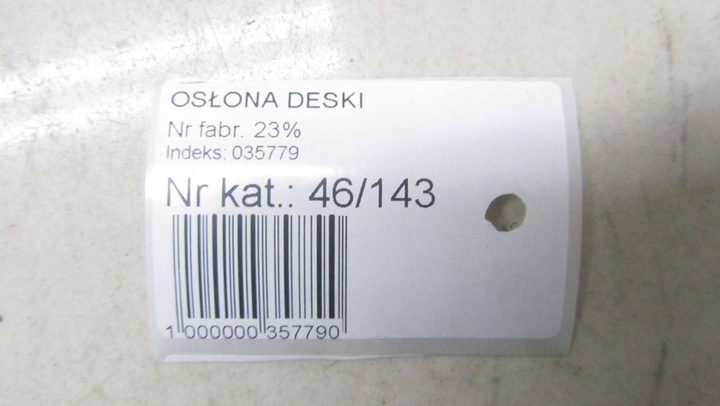 OSŁONA DESKI
Nr fabr. 23%
Indeks: 035779
Nr kat.: 46/143
1 000000 357790